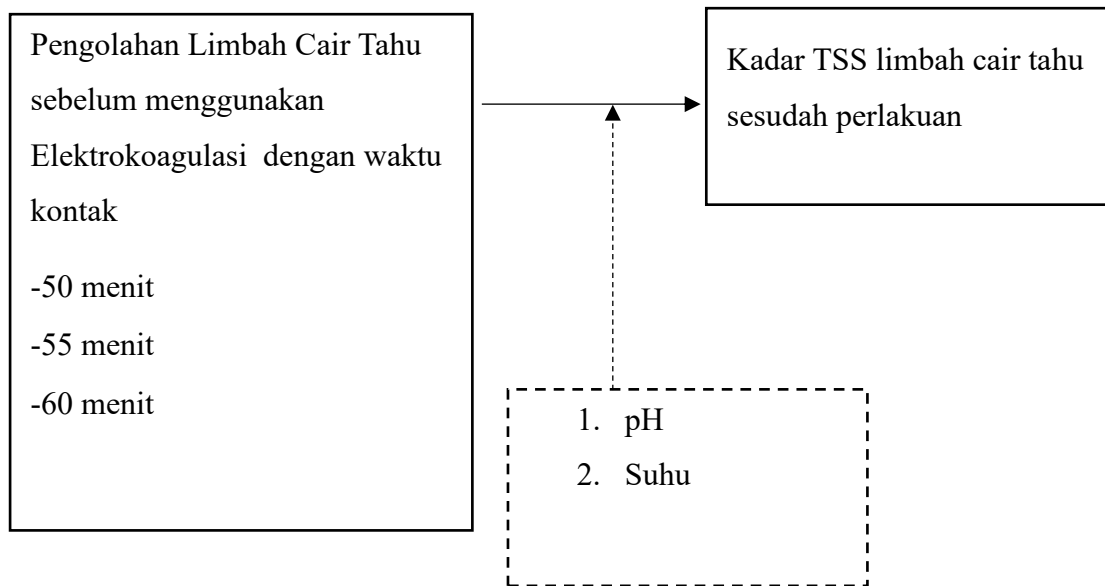 Pengolahan Limbah Cair Tahu
sebelum menggunakan
Elektrokoagulasi  dengan waktu
kontak
-50 menit
-55 menit
-60 menit
Kadar TSS limbah cair tahu
sesudah perlakuan
1. pH
2. Suhu